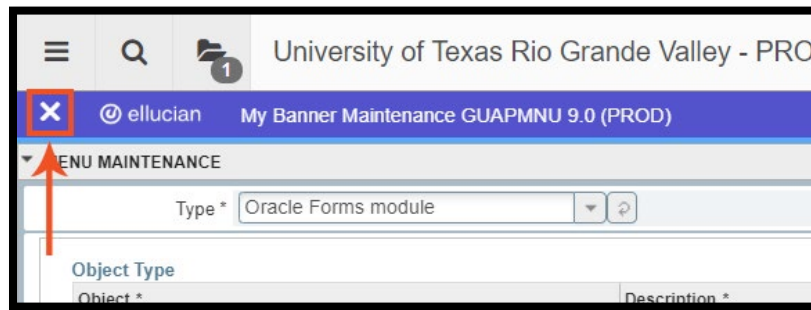 1
University of Texas Rio Grande Valley - PRO
ellucian My Banner Maintenance GUAPMNU 9.0 (PROD)
ENU MAINTENANCE
Type * Oracle Forms module
Object Type
Object * Description *